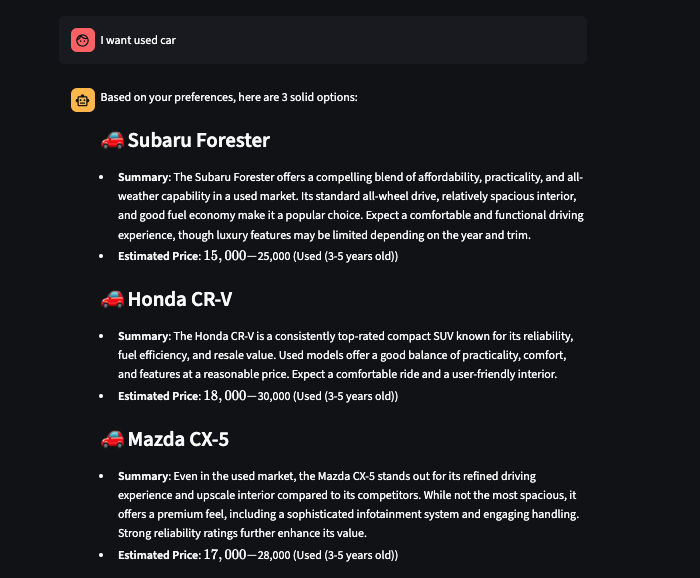 I want used car
Based on your preferences, here are 3 solid options:
Subaru Forester
Summary: The Subaru Forester offers a compelling blend of affordability, practicality, and all-
weather capability in a used market. Its standard all-wheel drive, relatively spacious interior,
and good fuel economy make it a popular choice. Expect a comfortable and functional driving
experience, though luxury features may be limited depending on the year and trim.
Estimated Price: 15,000—25,000 (Used (3-5 years old))
Honda CR-V
Summary: The Honda CR-V is a consistently top-rated compact SUV known for its reliability,
fuel efficiency, and resale value. Used models offer a good balance of practicality, comfort,
and features at a reasonable price. Expect a comfortable ride and a user-friendly interior.
Estimated Price: 18,000—30,000 (Used (3-5 years old))
Mazda CX-5
Summary: Even in the used market, the Mazda CX-5 stands out for its refined driving
experience and upscale interior compared to its competitors. While not the most spacious, it
offers a premium feel, including a sophisticated infotainment system and engaging handling.
Strong reliability ratings further enhance its value.
Estimated Price: 17,000—28,000 (Used (3-5 years old))